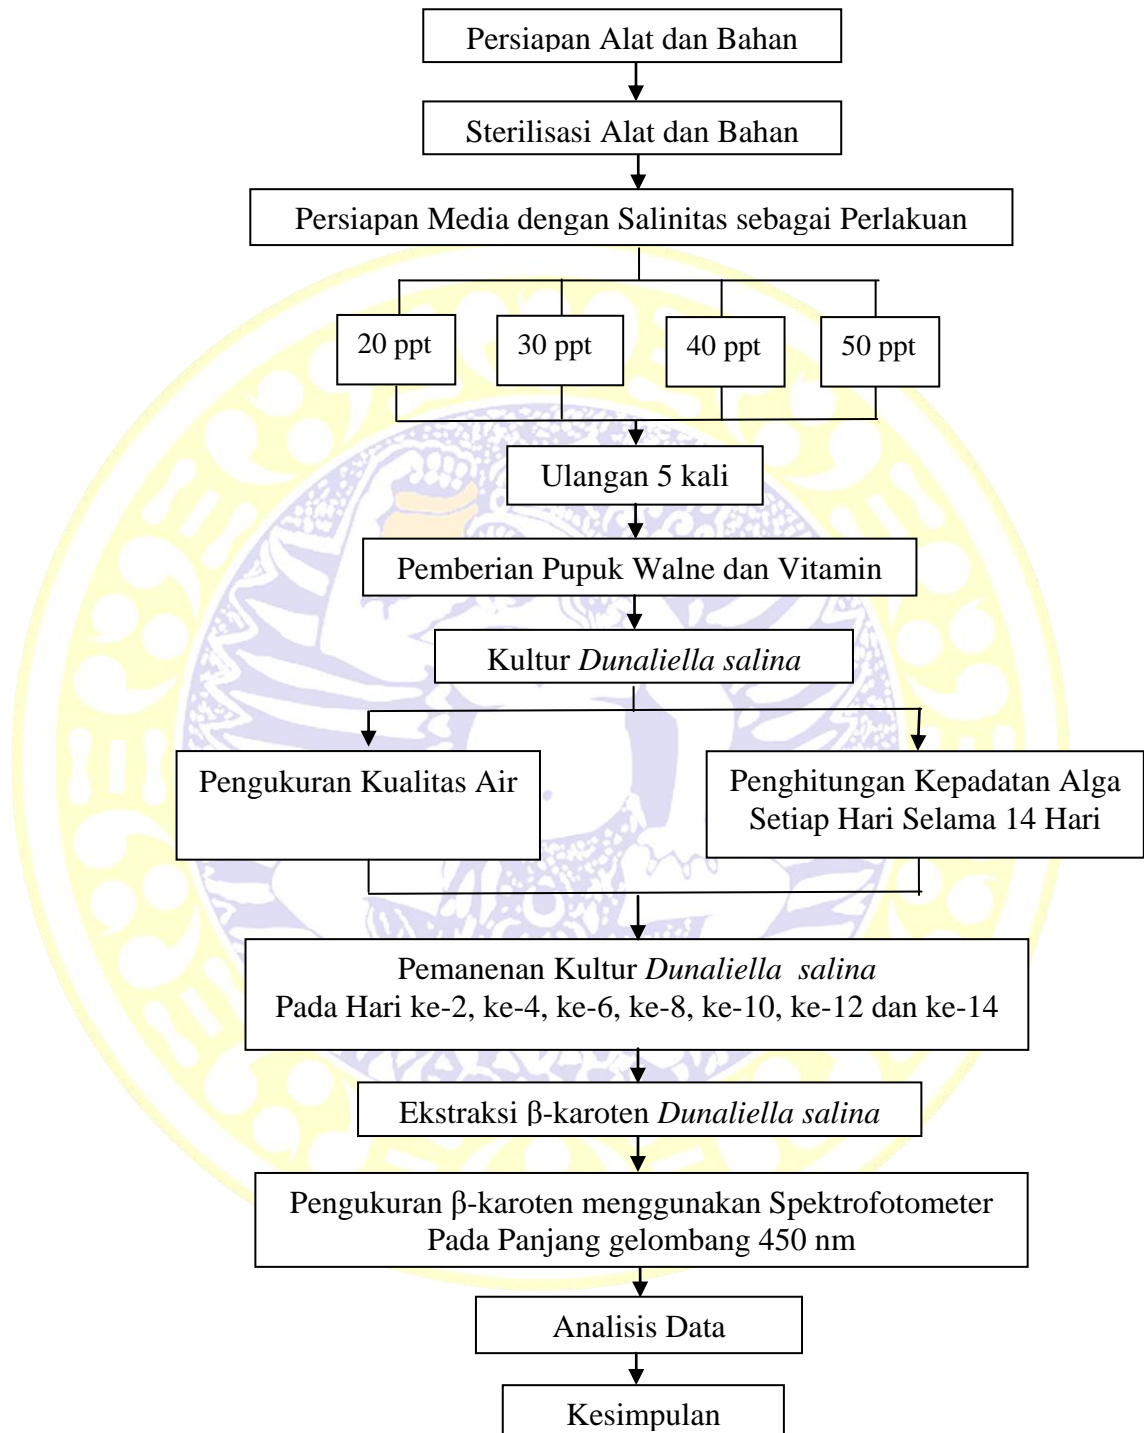 Persiapan Alat dan Bahan
Sterilisasi Alat dan Bahan
Persiapan Media dengan Salinitas sebagai Perlakuan
20 ppt
30 ppt
40 ppt
50 ppt
Ulangan 5 kali
Pemberian Pupuk Walne dan Vitamin
Kultur Dunaliella salina
Pengukuran Kualitas Air
Penghitungan Kepadatan Alga
Setiap Hari Selama 14 Hari
Pemanenan Kultur Dunaliella salina
Pada Hari ke-2, ke-4, ke-6, ke-8, ke-10, ke-12 dan ke-14
Ekstraksi β-karoten Dunaliella salina
Pengukuran β-karoten menggunakan Spektrofotometer
Pada Panjang gelombang 450 nm
Analisis Data
Kesimpulan